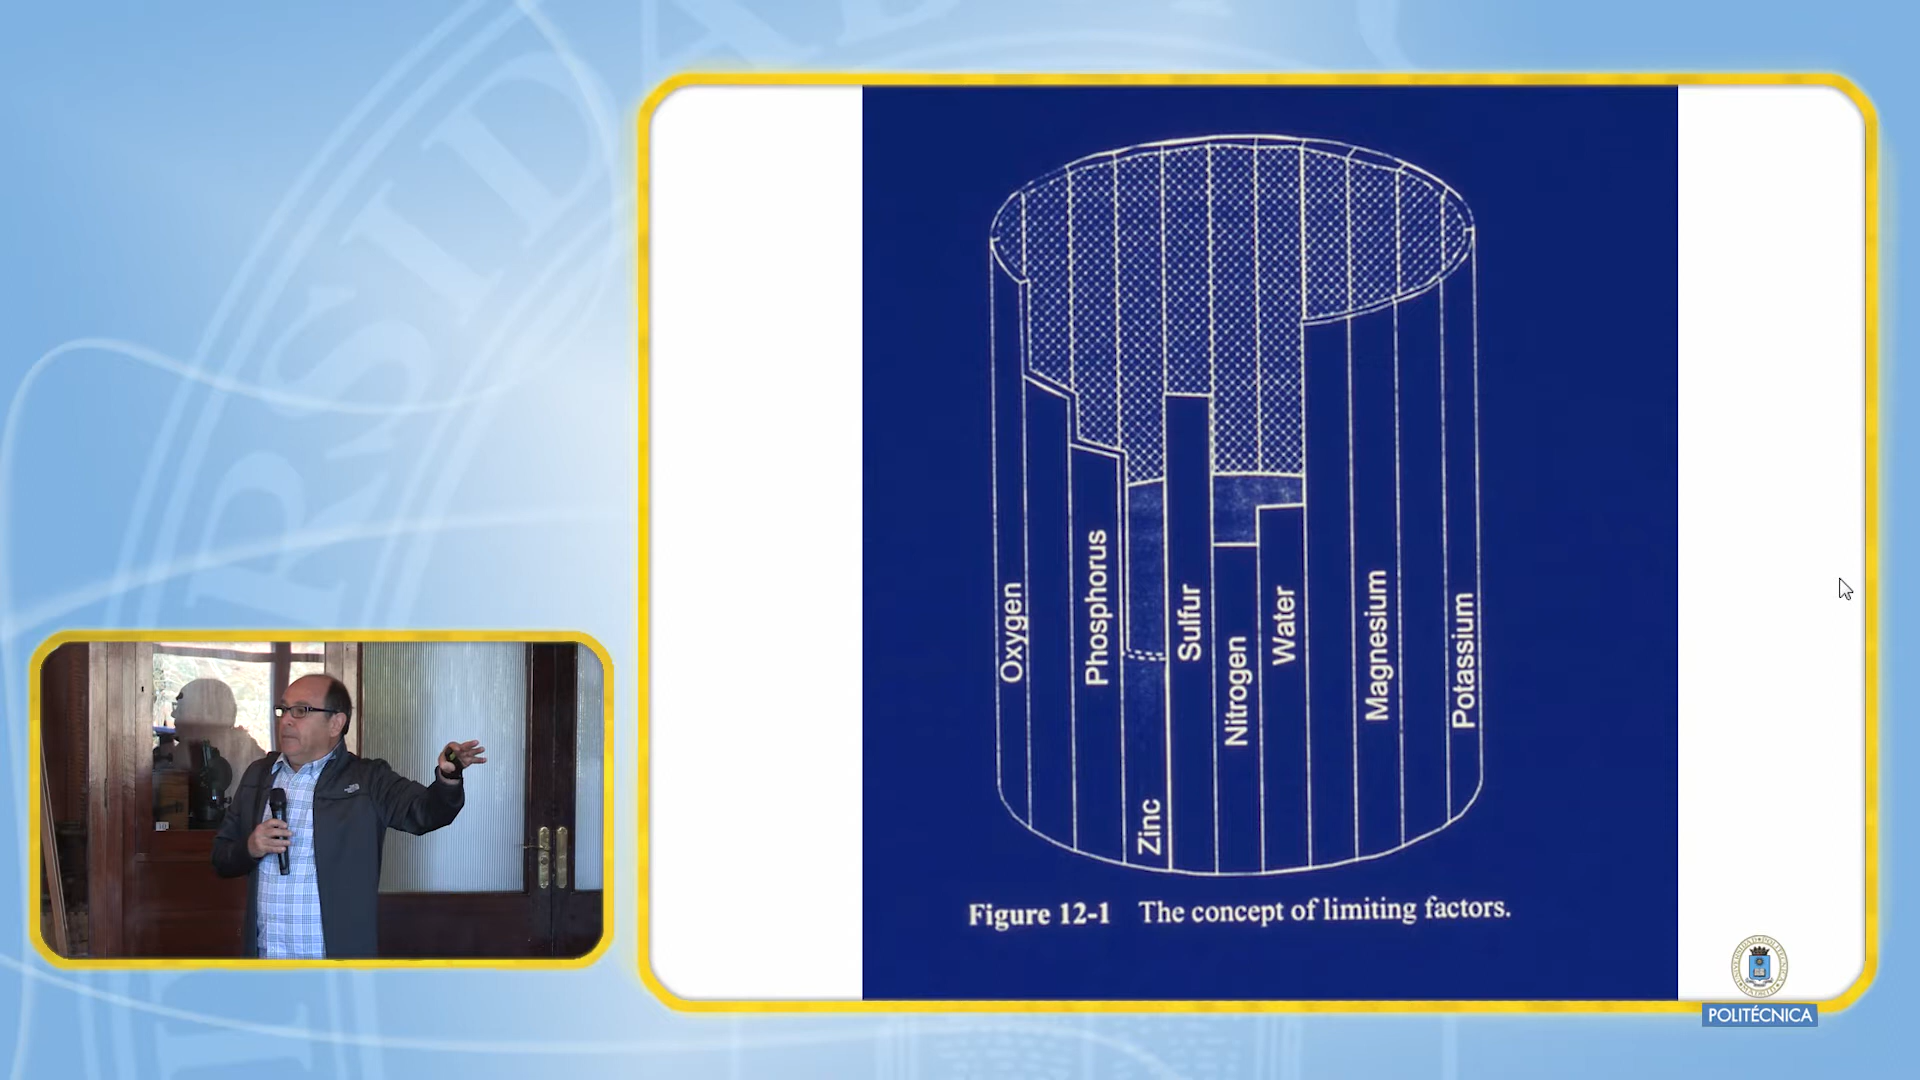 Oxygen
Phosphorus
Zinc
Sulfur
Nitrogen
Water
Magnesium
Potassium
Figure 12-1 The concept of limiting factors.
POLITÉCNICA